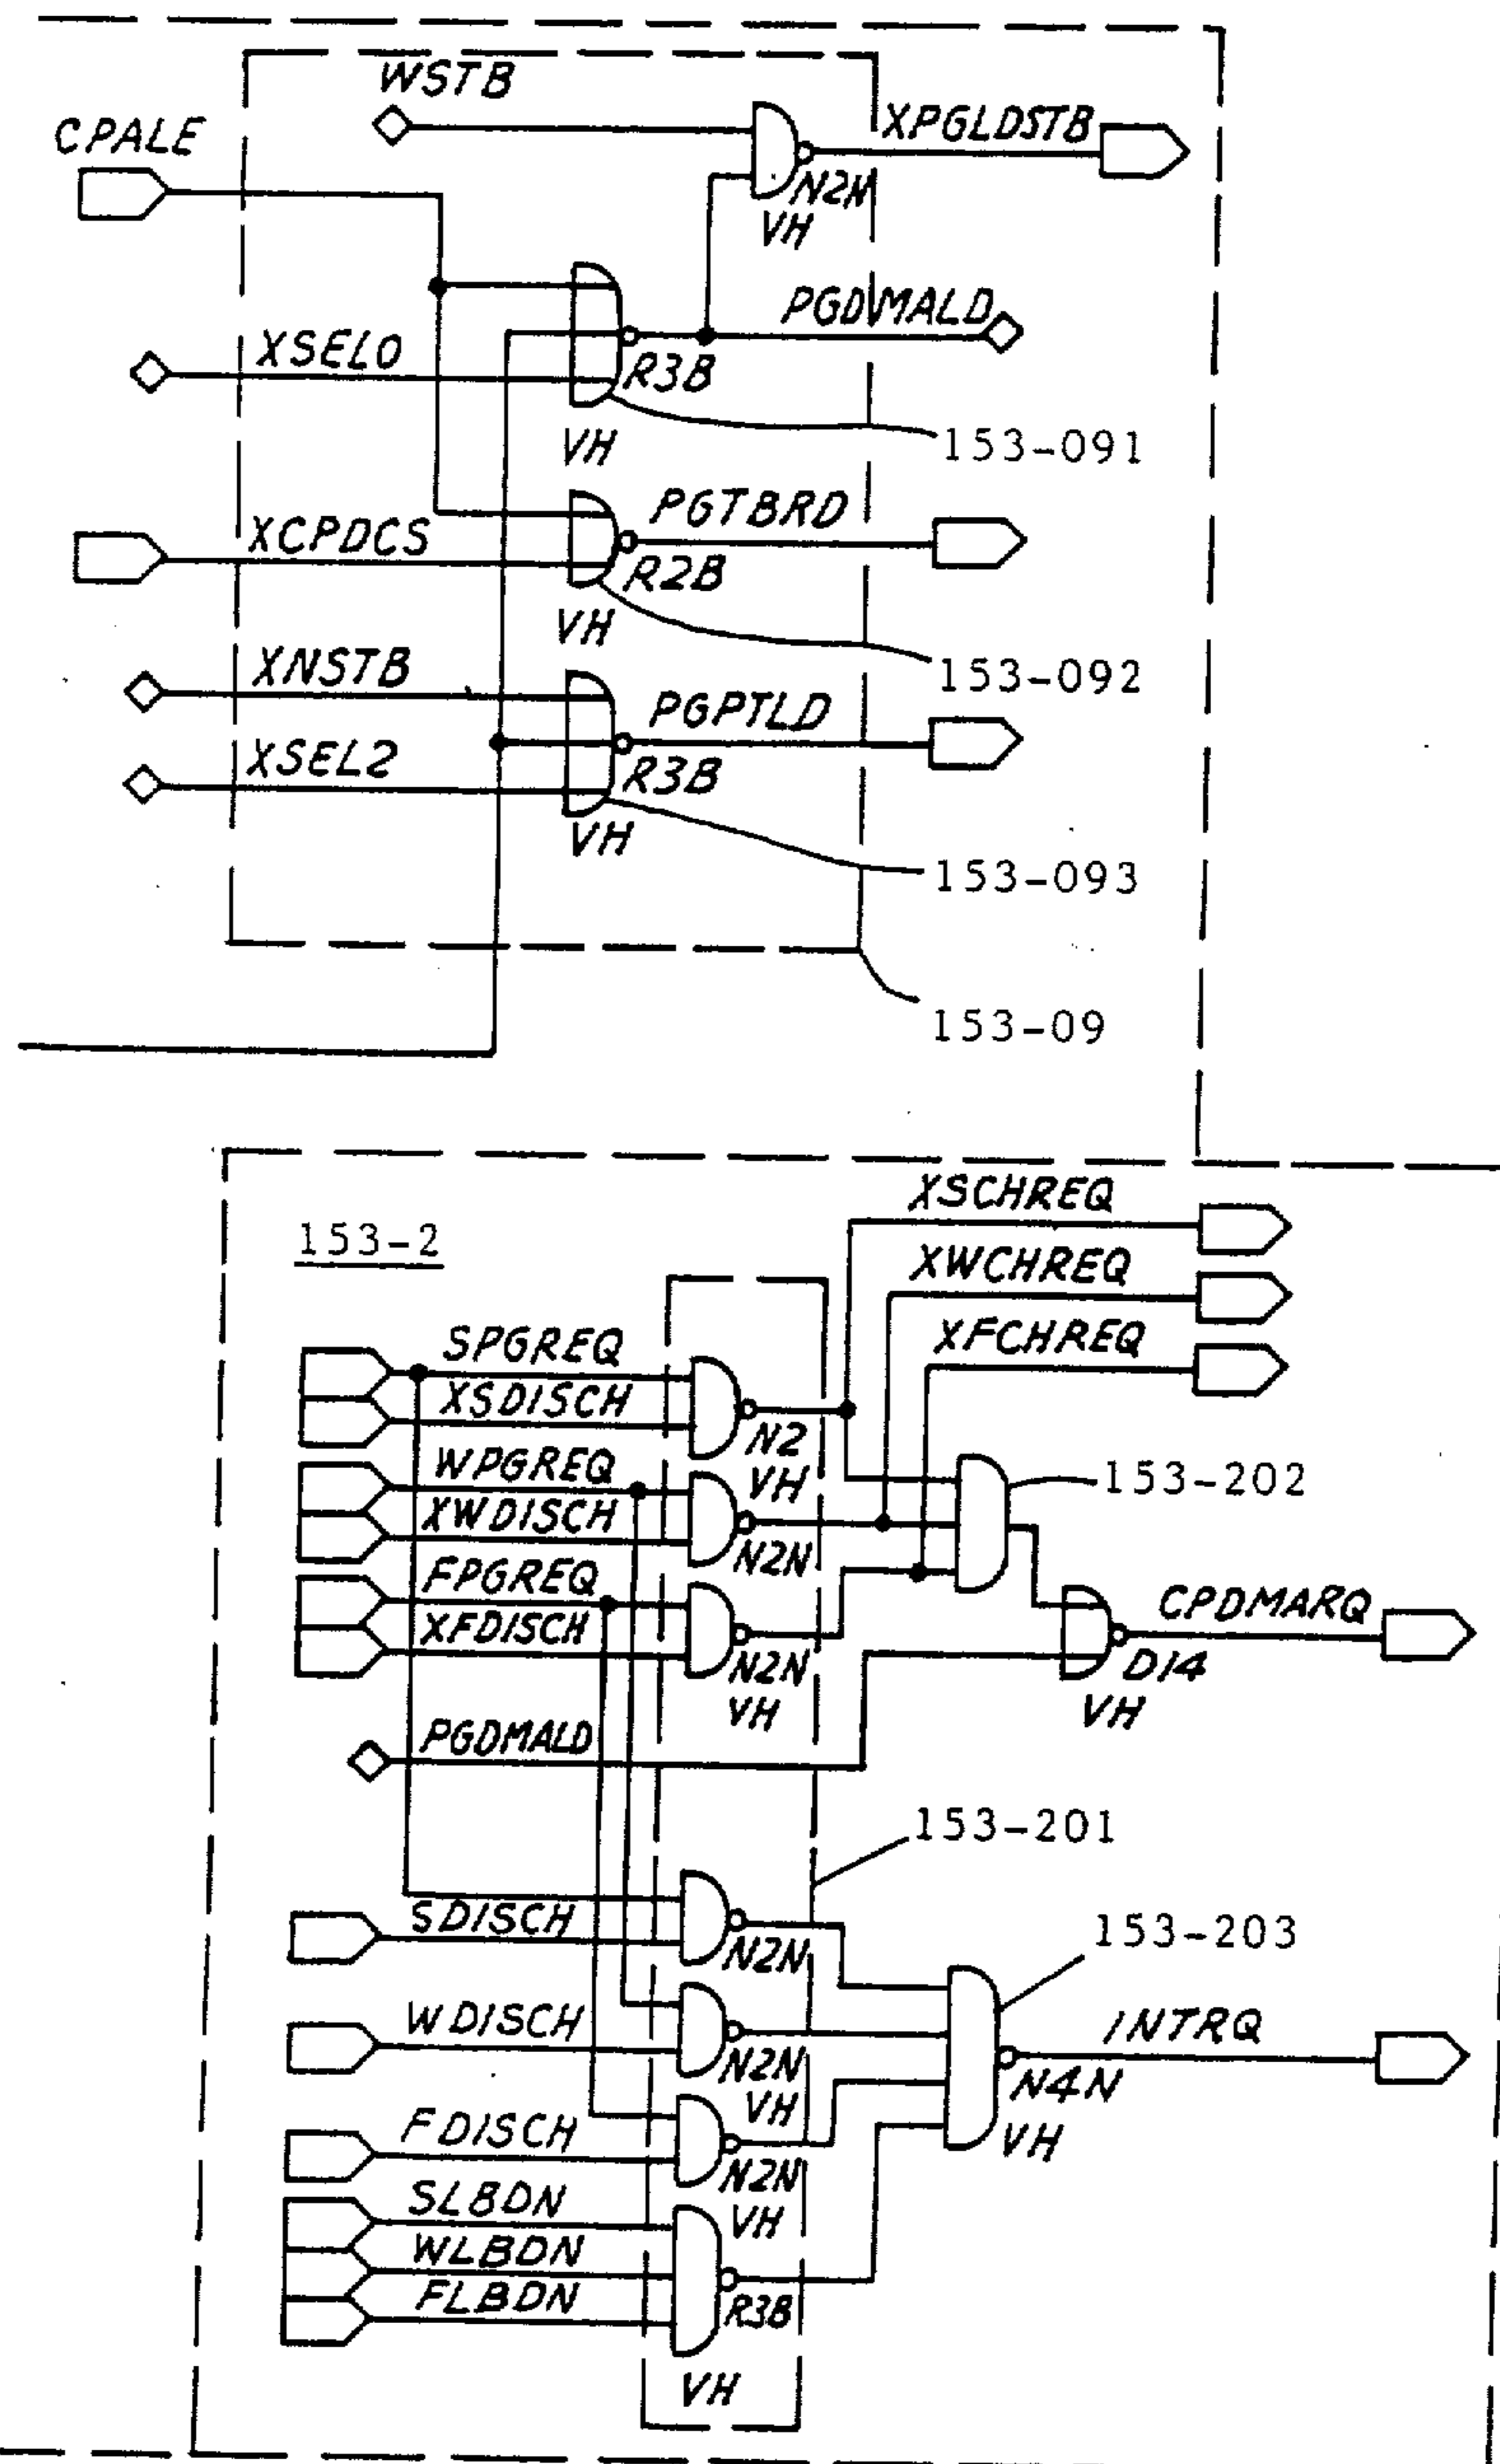 WSTB
CPALE
XPGLDSTB
N2N
VH
PGDMALD
XSEL0
R3B
VH
153-091
PGTBRD
XCPDCS
R2B
VH
153-092
XNSTB
PGPTLD
XSEL2
R3B
VH
153-093
153-09
XSCHREQ
153-2
XWCHREQ
XFCHREQ
SPGREQ
XSDISCH
N2
WPGREQ
VH
153-202
XWDISCH
N2N
FPGREQ
CPDMARQ
XFDISCH
N2N
D14
VH
VH
PGDMALD
153-201
SDISCH
N2N
153-203
WDISCH
INTRQ
N2N
N4N
VH
VH
FDISCH
N2N
SLBDN
VH
WLBDN
FLBDN
R3B
VH